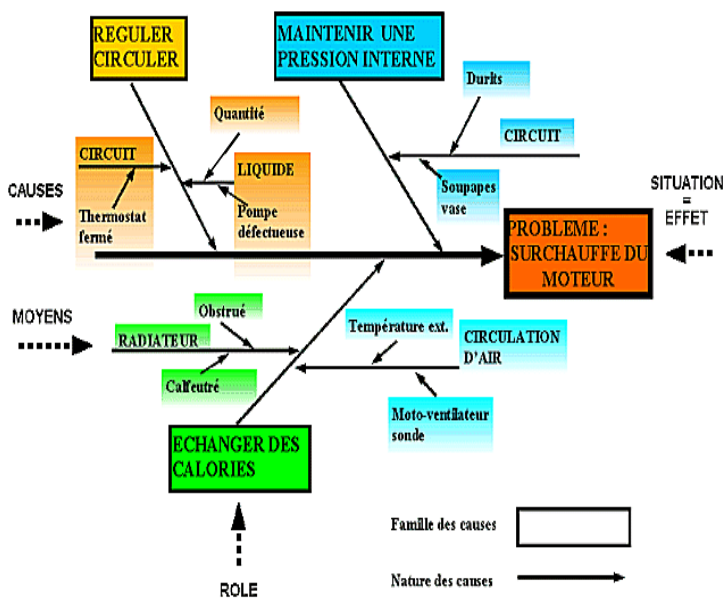 REGULER
CIRCULER
MAINTENIR UNE
PRESSION INTERNE
Durits
Quantité
CIRCUIT
CIRCUIT
LIQUIDE
CAUSES
Thermostat
fermé
Pompe
défectueuse
Soupapes
vase
SITUATION
=
EFFET
PROBLEME :
SURCHAUFFE DU
MOTEUR
MOYENS
Obstrué
RADIATEUR
Calfeutré
Température ext.
CIRCULATION
D'AIR
Moto-ventilateur
sonde
ECHANGER DES
CALORIES
ROLE
Famille des causes
Nature des causes